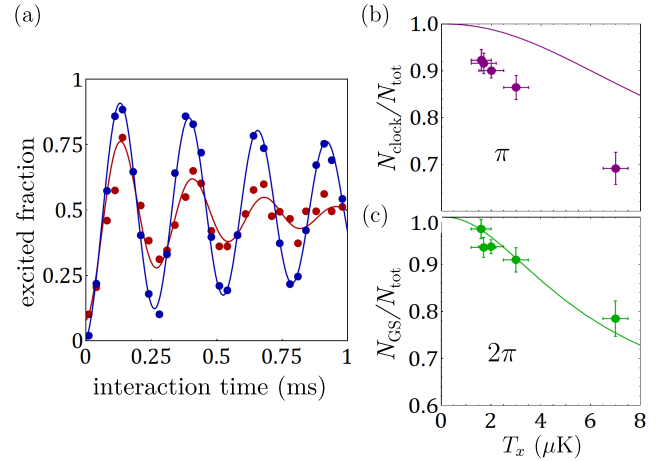 (a)
1
0.75
0.5
0.25
0
0
0.25
0.5
0.75
1
excited fraction
interaction time (ms)
(b)
1.0
0.9
0.8
0.7
N_clock/N_tot
π
(c)
1.0
0.9
0.8
0.7
0.6
N_GS/N_tot
2π
2
4
6
8
T_x (μK)